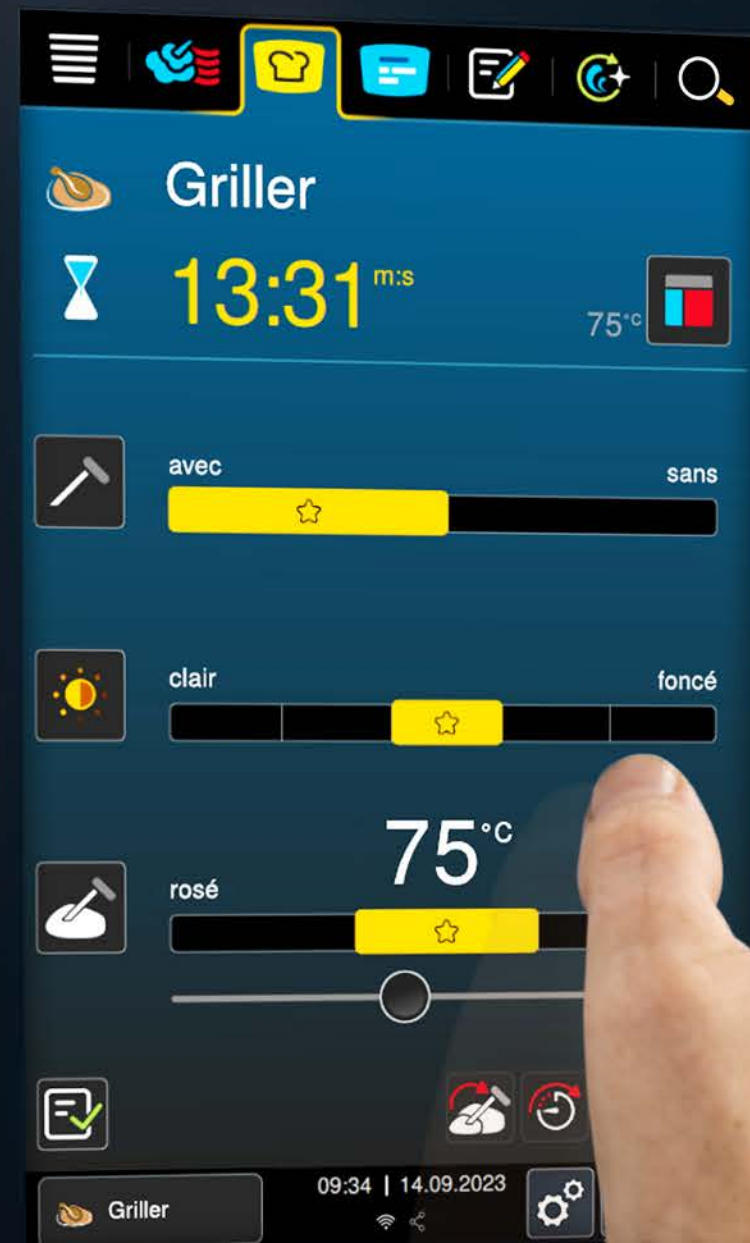 Griller
13:31 m:s
75°C
avec
sans
clair
foncé
75°C
rosé
09:34 | 14.09.2023
Griller